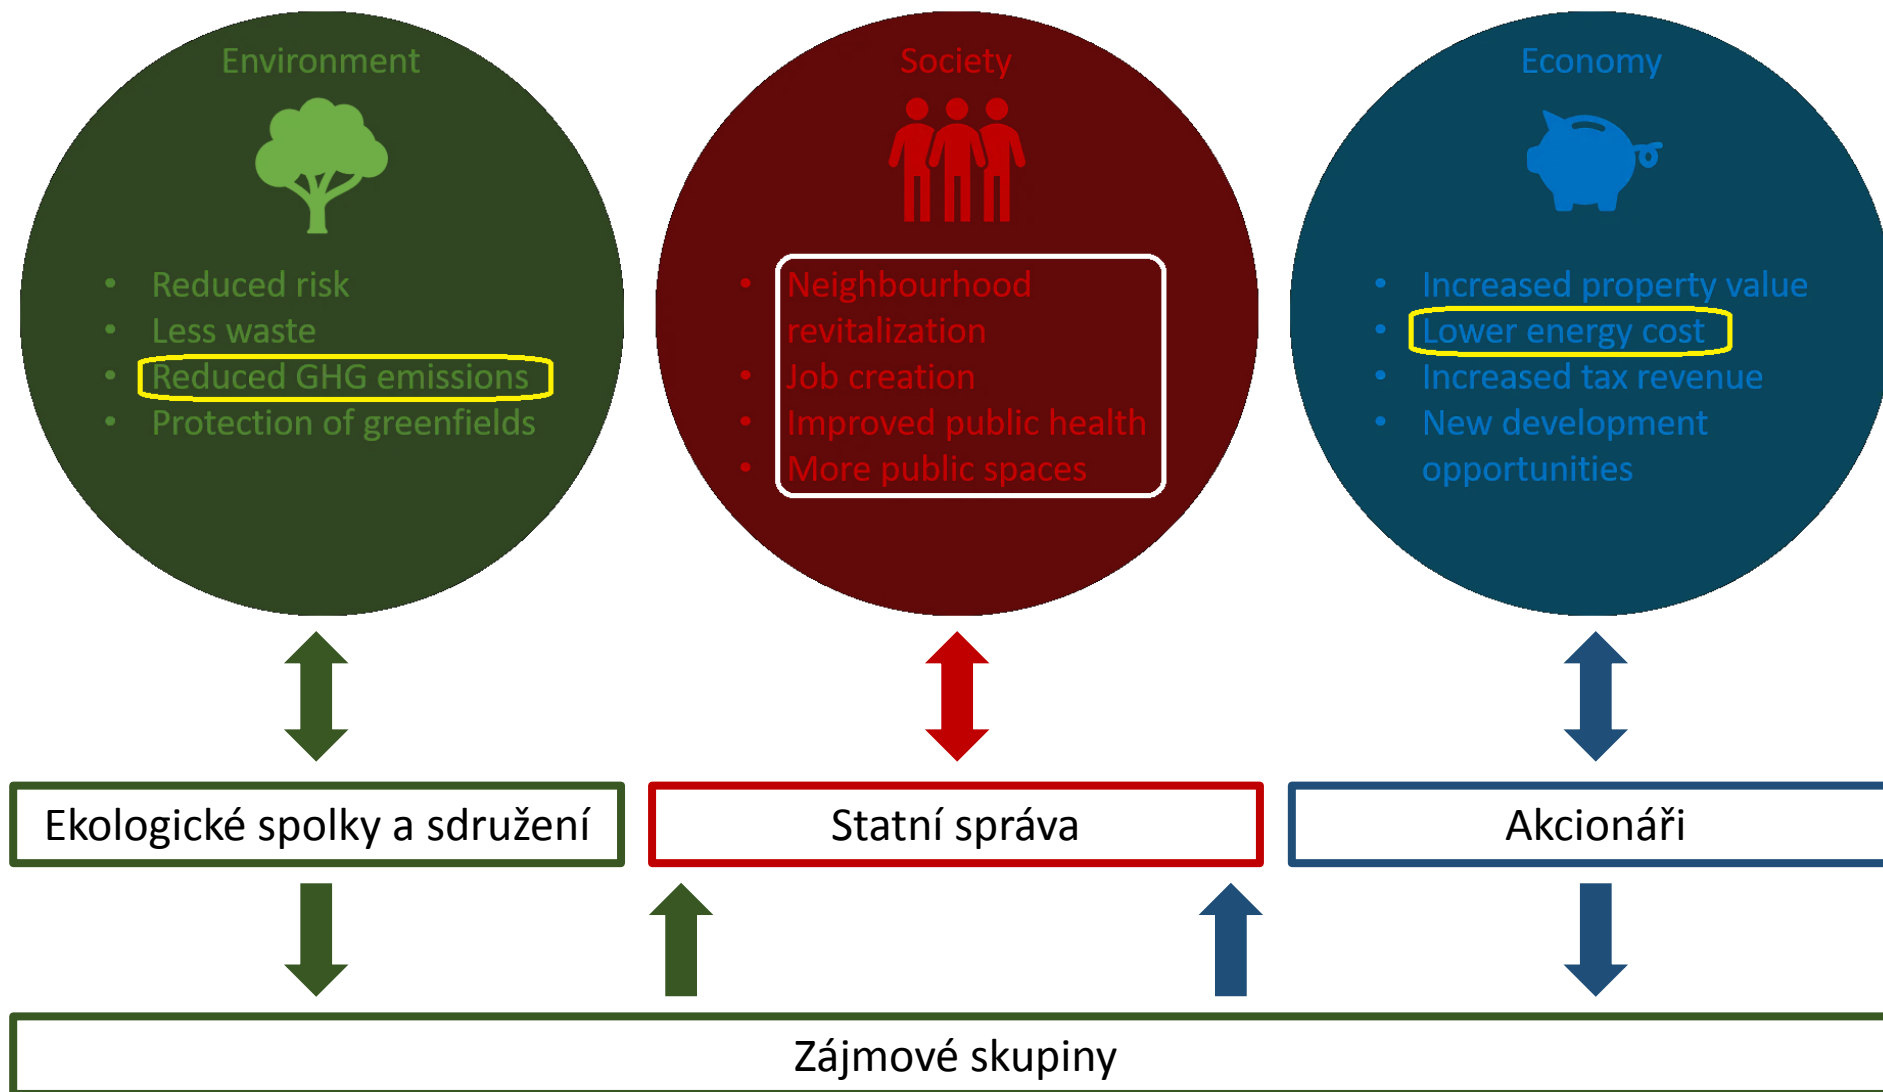 Environment
• Reduced risk
• Less waste
• Reduced GHG emissions
• Protection of greenfields
Society
• Neighbourhood
revitalization
• Job creation
• Improved public health
• More public spaces
Economy
• Increased property value
• Lower energy cost
• Increased tax revenue
• New development
opportunities
Ekologické spolky a sdružení
Statní správa
Akcionáři
Zájmové skupiny